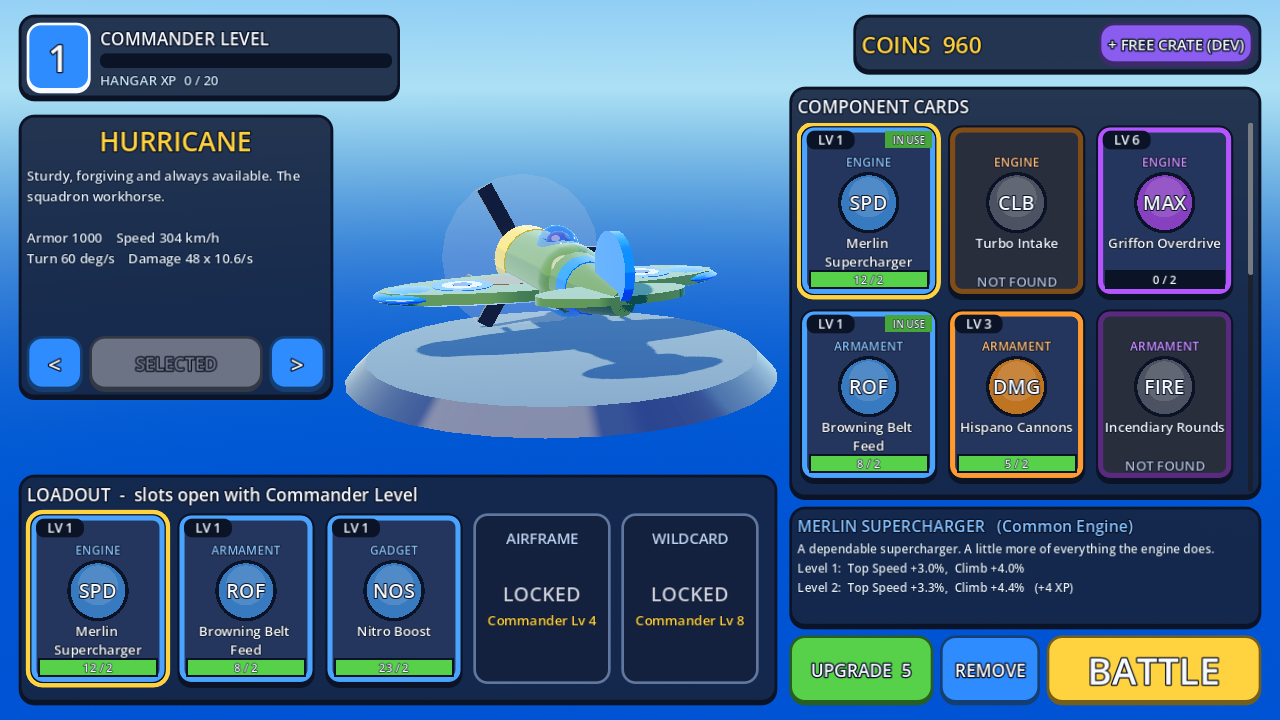 1
COMMANDER LEVEL
HANGAR XP 0 / 20
COINS 960
+ FREE CRATE (DEV)
HURRICANE
Sturdy, forgiving and always available. The
squadron workhorse.
Armor 1000 Speed 304 km/h
Turn 60 deg/s Damage 48 x 10.6/s
<
SELECTED
>
COMPONENT CARDS
LV 1
IN USE
ENGINE
SPD
Merlin
Supercharger
12 / 2
ENGINE
CLB
Turbo Intake
NOT FOUND
LV 6
ENGINE
MAX
Griffon Overdrive
0 / 2
LV 1
IN USE
ARMAMENT
ROF
Browning Belt
Feed
8 / 2
LV 3
ARMAMENT
DMG
Hispano Cannons
5 / 2
ARMAMENT
FIRE
Incendiary Rounds
NOT FOUND
LOADOUT - slots open with Commander Level
LV 1
ENGINE
SPD
Merlin
Supercharger
12 / 2
LV 1
ARMAMENT
ROF
Browning Belt
Feed
8 / 2
LV 1
GADGET
NOS
Nitro Boost
23 / 2
AIRFRAME
LOCKED
Commander Lv 4
WILDCARD
LOCKED
Commander Lv 8
MERLIN SUPERCHARGER (Common Engine)
A dependable supercharger. A little more of everything the engine does.
Level 1: Top Speed +3.0%, Climb +4.0%
Level 2: Top Speed +3.3%, Climb +4.4% (+4 XP)
UPGRADE 5
REMOVE
BATTLE